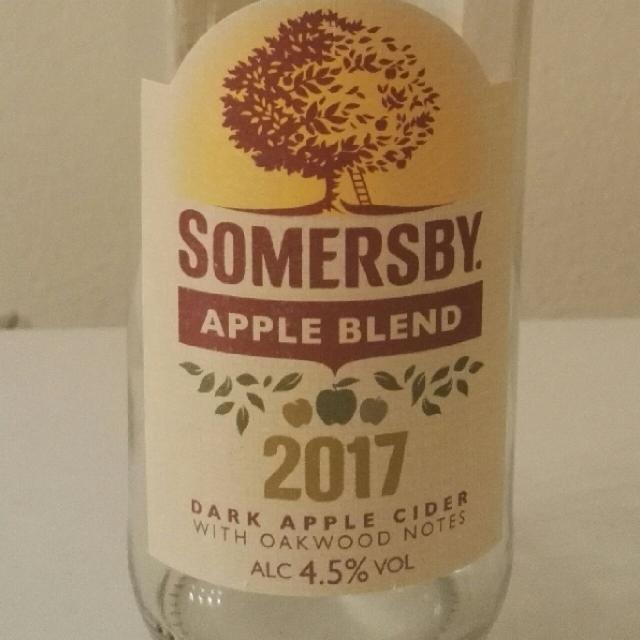 SOMERSBY.
APPLE BLEND
2017
DARK APPLE CIDER
WITH OAKWOOD NOTES
ALC 4.5% VOL